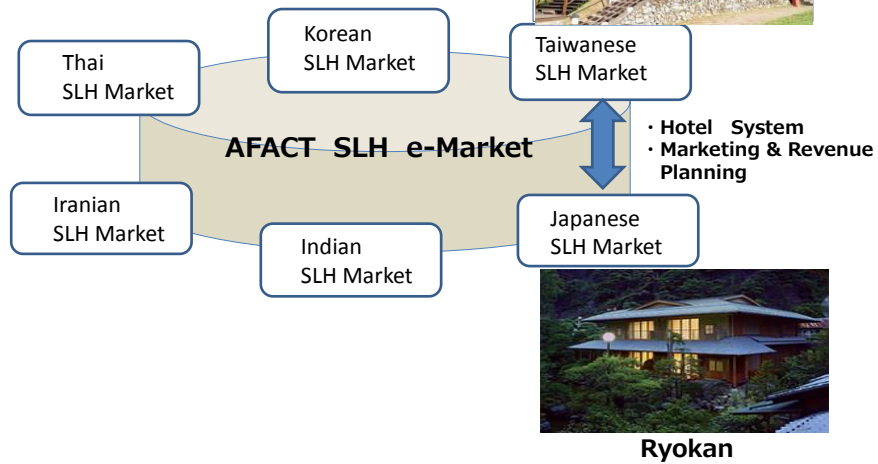 Korean
SLH Market
Taiwanese
SLH Market
Thai
SLH Market
・Hotel System
・Marketing & Revenue
Planning
AFACT SLH e-Market
Iranian
SLH Market
Japanese
SLH Market
Indian
SLH Market
Ryokan